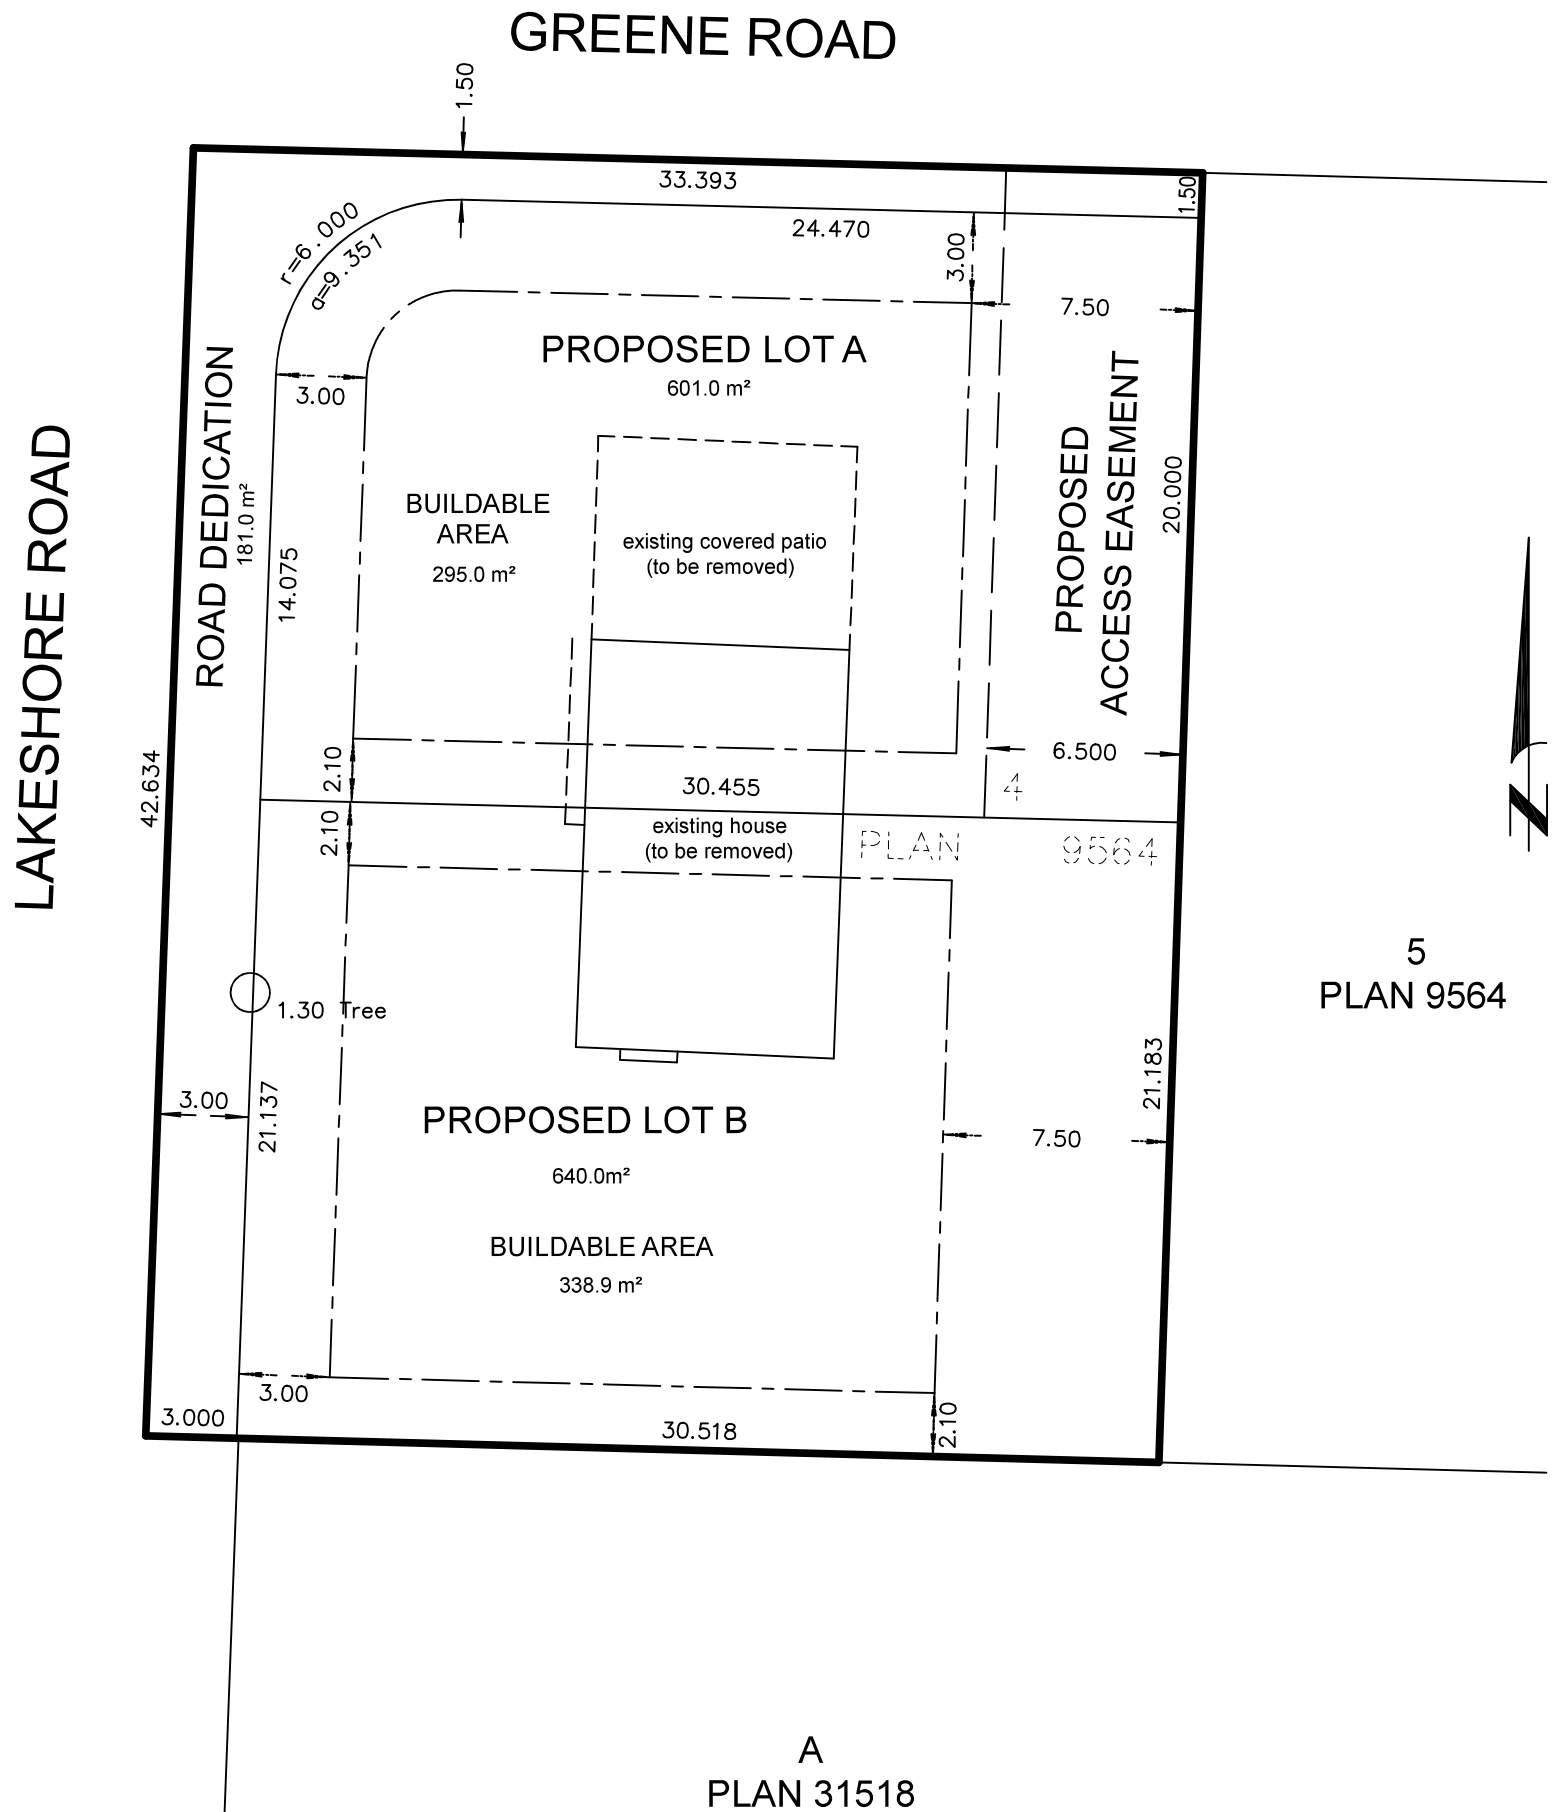 GREENE ROAD
1.50
33.393
1.50
24.470
r=6.000
a=9.351
3.00
7.50
PROPOSED LOT A
601.0 m²
3.00
ROAD DEDICATION
181.0 m²
LAKESHORE ROAD
BUILDABLE
AREA
295.0 m²
existing covered patio
(to be removed)
PROPOSED
ACCESS EASEMENT
20.000
14.075
42.634
2.10
30.455
6.500
4
2.10
existing house
(to be removed)
PLAN 9564
N
5
PLAN 9564
1.30 Tree
3.00
21.137
PROPOSED LOT B
640.0m²
21.183
7.50
BUILDABLE AREA
338.9 m²
3.00
3.000
30.518
2.10
A
PLAN 31518